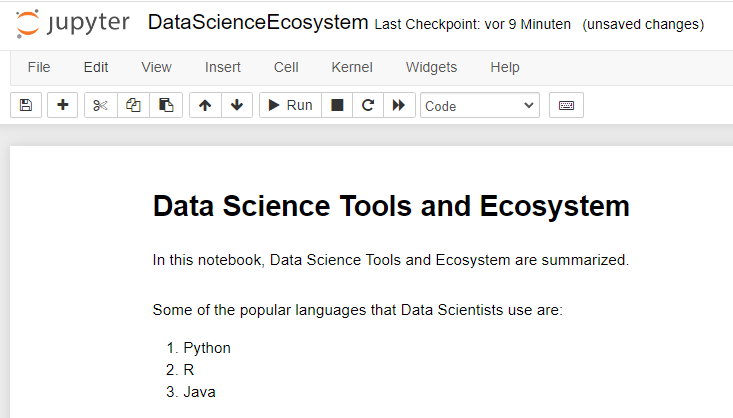 jupyter DataScienceEcosystem Last Checkpoint: vor 9 Minuten (unsaved changes)
File Edit View Insert Cell Kernel Widgets Help
Run Code
Data Science Tools and Ecosystem
In this notebook, Data Science Tools and Ecosystem are summarized.
Some of the popular languages that Data Scientists use are:
1. Python
2. R
3. Java